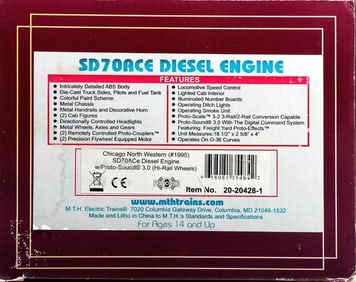 SD70ACE DIESEL ENGINE
FEATURES
Intricately Detailed ABS Body
Die-Cast Truck Sides, Pilots and Fuel Tank
Colorful Paint Scheme
Metal Chassis
Metal Handrails and Decorative Horn
(2) Cab Figures
Directionally Controlled Headlights
Metal Wheels, Axles and Gears
(2) Remotely Controlled Proto-Couplers™
(2) Precision Flywheel Equipped Motor
Locomotive Speed Control
Lighted Cab Interior
Illuminated Number Boards
Operating Ditch Lights
Operating Smoke Unit
Proto-Scale™ 3-2 3-Rail/2-Rail Conversion Capable
Proto-Sound® 3.0 With The Digital Command System
Featuring: Freight Yard Proto-Effects™
Unit Measures: 18 1/2" x 2 5/8" x 4"
Operates On O-36 Curves
Chicago North Western (#1995)
SD70ACe Diesel Engine
w/Proto-Sound® 3.0 (Hi-Rail Wheels)
Item No. 20-20428-1
www.mthtrains.com
M.T.H. Electric Trains® 7020 Columbia Gateway Drive, Columbia, MD 21046-1532
Made and Litho in China to M.T.H.'s Standards and Specifications
For Ages 14 and Up